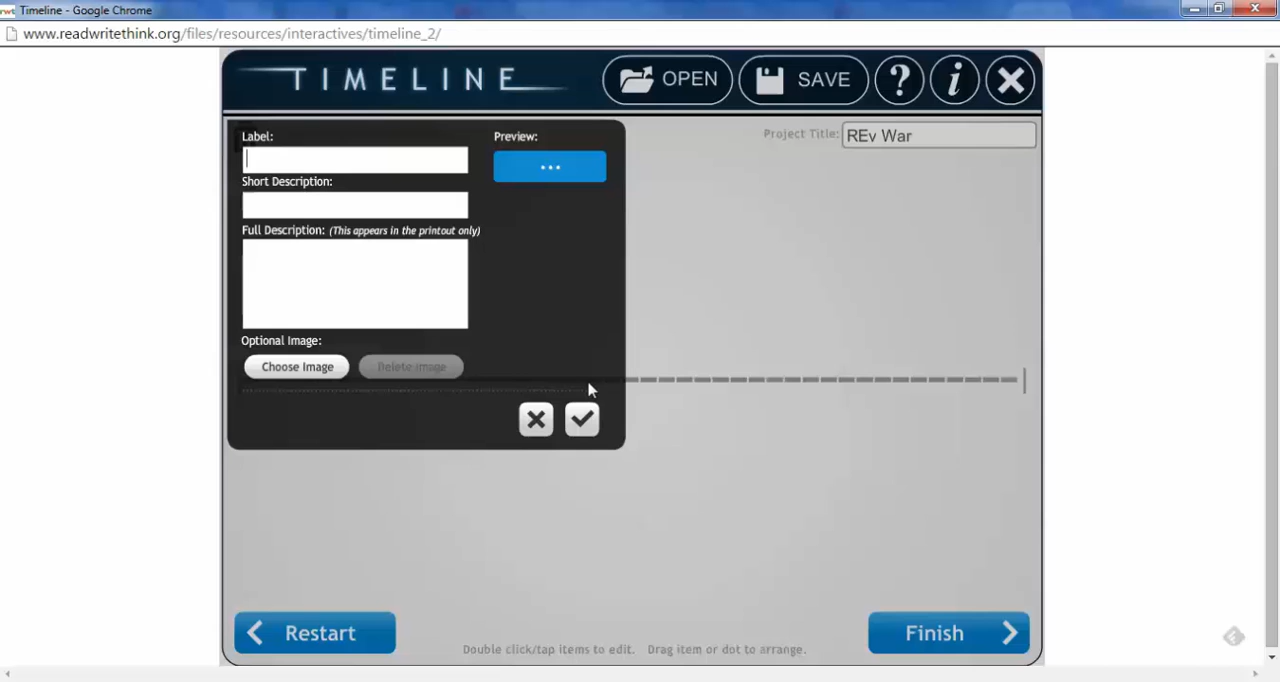 Timeline - Google Chrome
www.readwritethink.org/files/resources/interactives/timeline_2/
TIMELINE
OPEN
SAVE
?
i
Label:
Preview:
Project Title:
REv War
...
Short Description:
Full Description: (This appears in the printout only)
Optional Image:
Choose Image
Delete Image
Restart
Finish
Double click/tap items to edit. Drag item or dot to arrange.